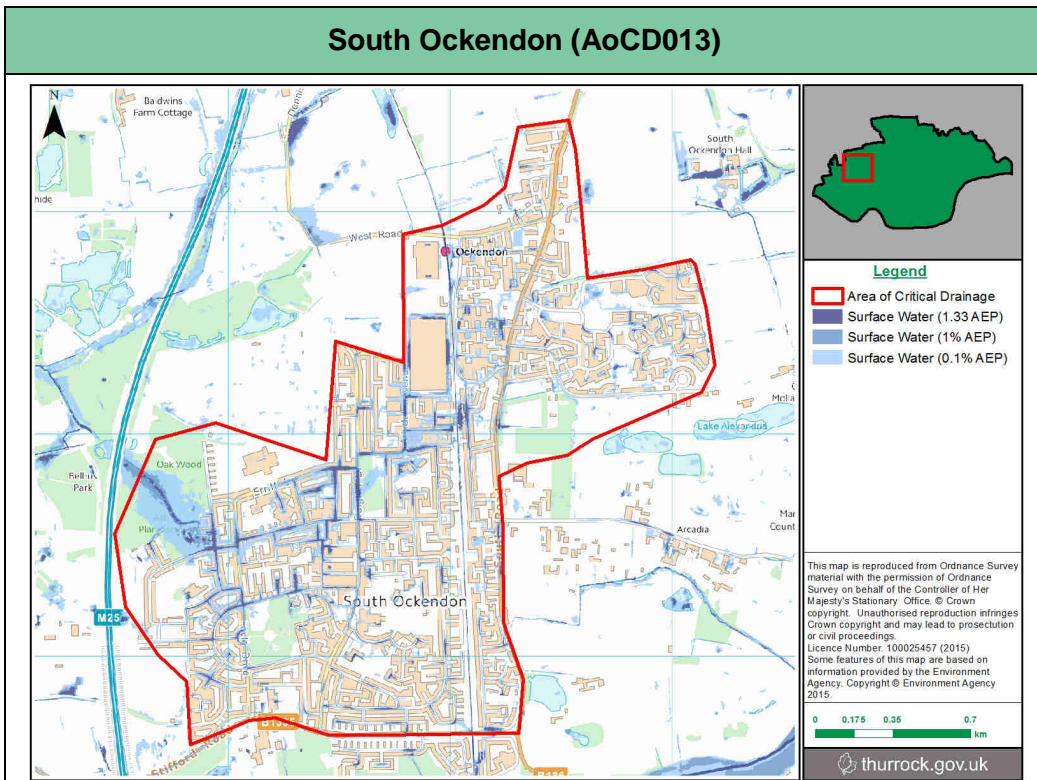 South Ockendon (AoCD013)
N
Baldwins
Farm Cottage
South
Ockendon Hall
hide
West Road
Ockendon
Lake Alexandria
Oak Wood
Belhus
Park
Arcadia
South Ockendon
M25
Stifford Road
Legend
Area of Critical Drainage
Surface Water (1.33 AEP)
Surface Water (1% AEP)
Surface Water (0.1% AEP)
This map is reproduced from Ordnance Survey
material with the permission of Ordnance
Survey on behalf of the Controller of Her
Majesty's Stationary Office. © Crown
copyright. Unauthorised reproduction infringes
Crown copyright and may lead to prosectution
or civil proceedings.
Licence Number. 100025457 (2015)
Some features of this map are based on
information provided by the Environment
Agency. Copyright © Environment Agency
2015.
0 0.175 0.35 0.7
km
thurrock.gov.uk